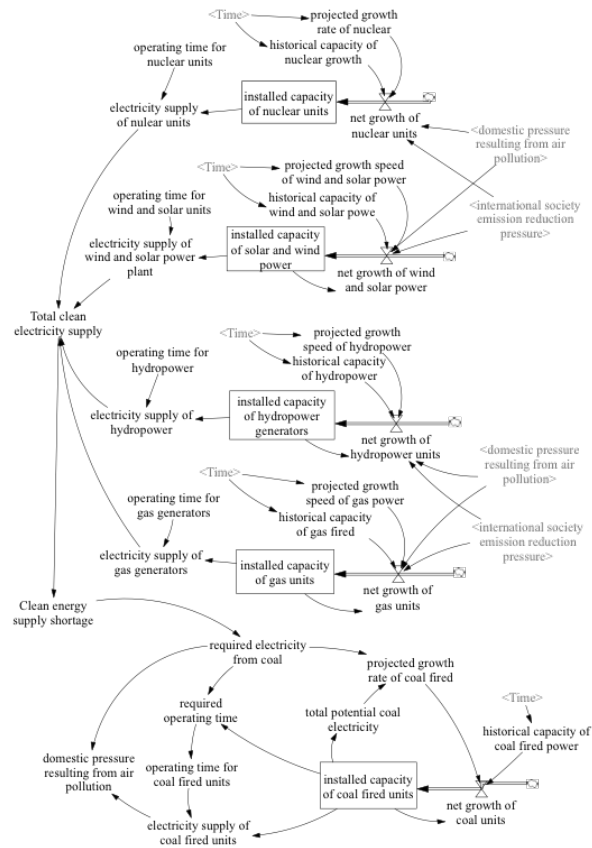 <Time>
projected growth
rate of nuclear
operating time for
nuclear units
historical capacity of
nuclear growth
electricity supply
of nulear units
installed capacity
of nuclear units
net growth of
nuclear units
<domestic pressure
resulting from air
pollution>
<Time>
projected growth speed
of wind and solar power
operating time for
wind and solar units
historical capacity of
wind and solar powe
<international society
emission reduction
pressure>
electricity supply of
wind and solar power
plant
installed capacity
of solar and wind
power
net growth of wind
and solar power
Total clean
electricity supply
<Time>
projected growth
speed of hydropower
operating time for
hydropower
historical capacity
of hydropower
electricity supply of
hydropower
installed capacity
of hydropower
generators
net growth of
hydropower units
<domestic pressure
resulting from air
pollution>
<Time>
projected growth
speed of gas power
operating time for
gas generators
historical capacity
of gas fired
<international society
emission reduction
pressure>
electricity supply of
gas generators
installed capacity
of gas units
net growth of
gas units
Clean energy
supply shortage
required electricity
from coal
projected growth
rate of coal fired
<Time>
required
operating time
total potential coal
electricity
historical capacity of
coal fired power
domestic pressure
resulting from air
pollution
operating time for
coal fired units
installed capacity
of coal fired units
net growth of
coal units
electricity supply of
coal fired units